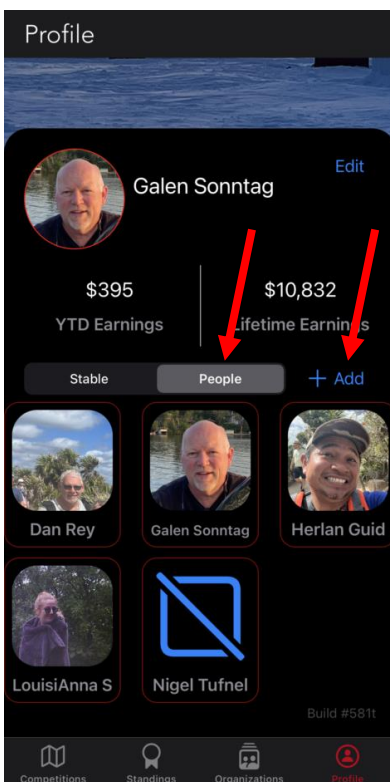 Profile
Edit
Galen Sonntag
$395
$10,832
YTD Earnings
Lifetime Earnings
Stable
People
+ Add
Dan Rey
Galen Sonntag
Herlan Guid
LouisiAnna S
Nigel Tufnel
Build #581t
Competitions
Standings
Organizations
Profile